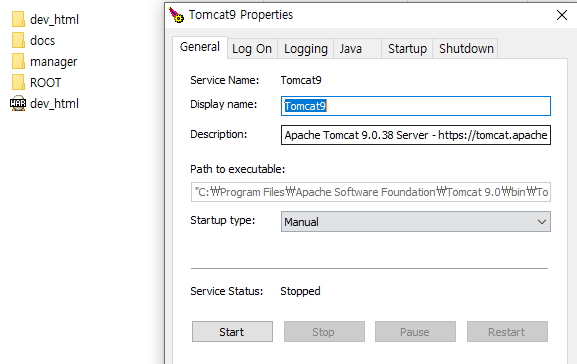 dev_html
docs
manager
ROOT
dev_html
Tomcat9 Properties
General Log On Logging Java Startup Shutdown
Service Name: Tomcat9
Display name: Tomcat9
Description: Apache Tomcat 9.0.38 Server - https://tomcat.apache
Path to executable:
"C:₩Program Files₩Apache Software Foundation₩Tomcat 9.0₩bin₩To
Startup type: Manual
Service Status: Stopped
Start Stop Pause Restart